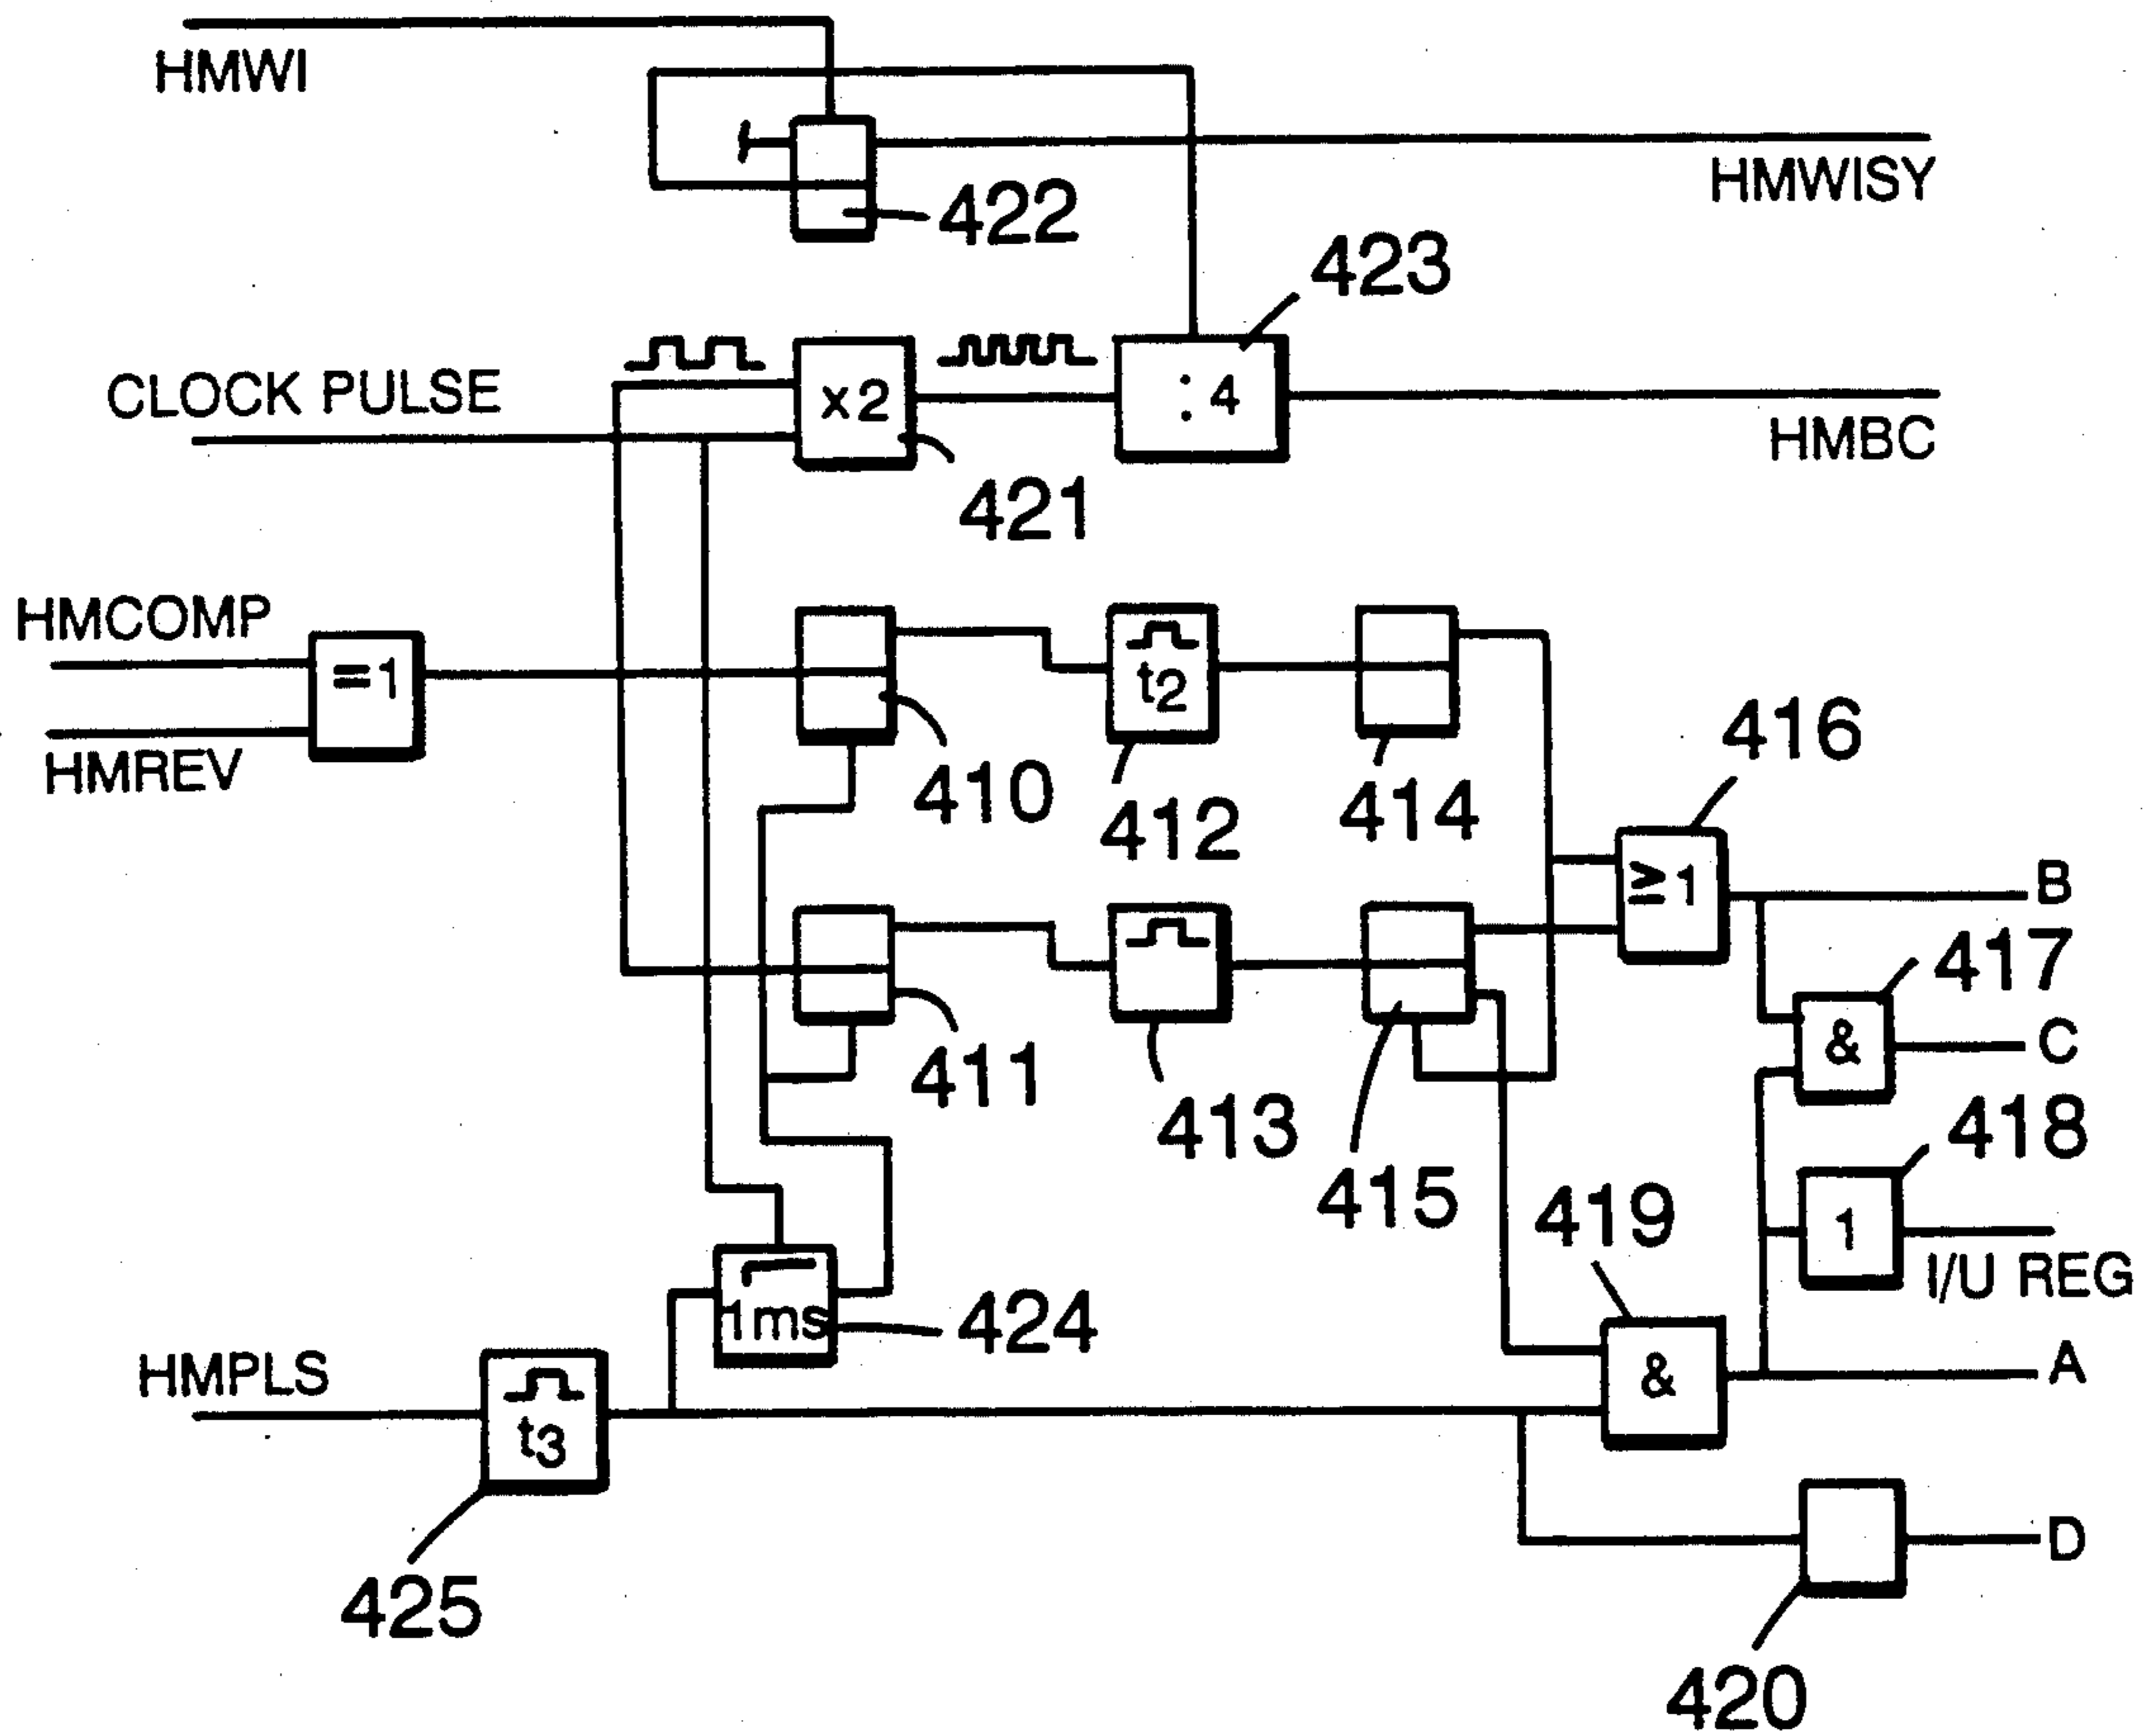 HMWI
HMWISY
422
423
CLOCK PULSE
x2
:4
HMBC
421
HMCOMP
=1
HMREV
t2
410
412
414
416
≥1
B
417
&
C
411
413
415
418
1
I/U REG
419
1ms
424
&
A
HMPLS
t3
D
425
420